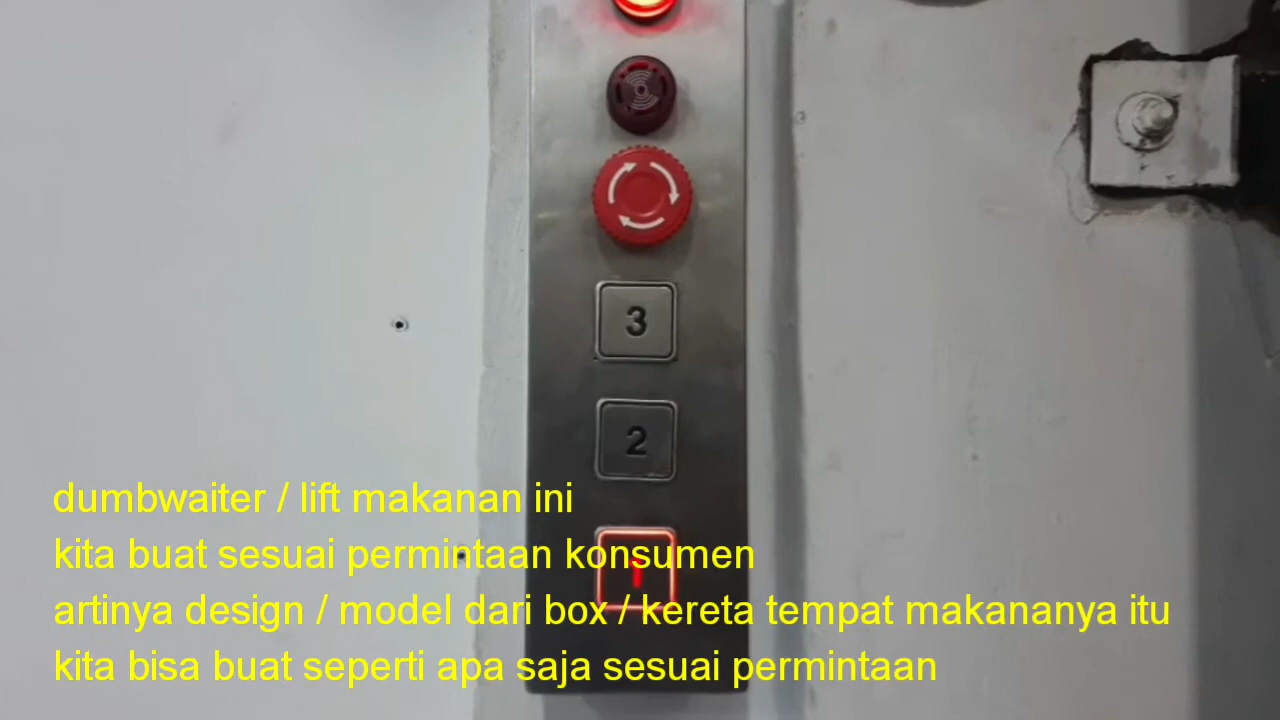 3
2
1
dumbwaiter / lift makanan ini
kita buat sesuai permintaan konsumen
artinya design / model dari box / kereta tempat makananya itu
kita bisa buat seperti apa saja sesuai permintaan